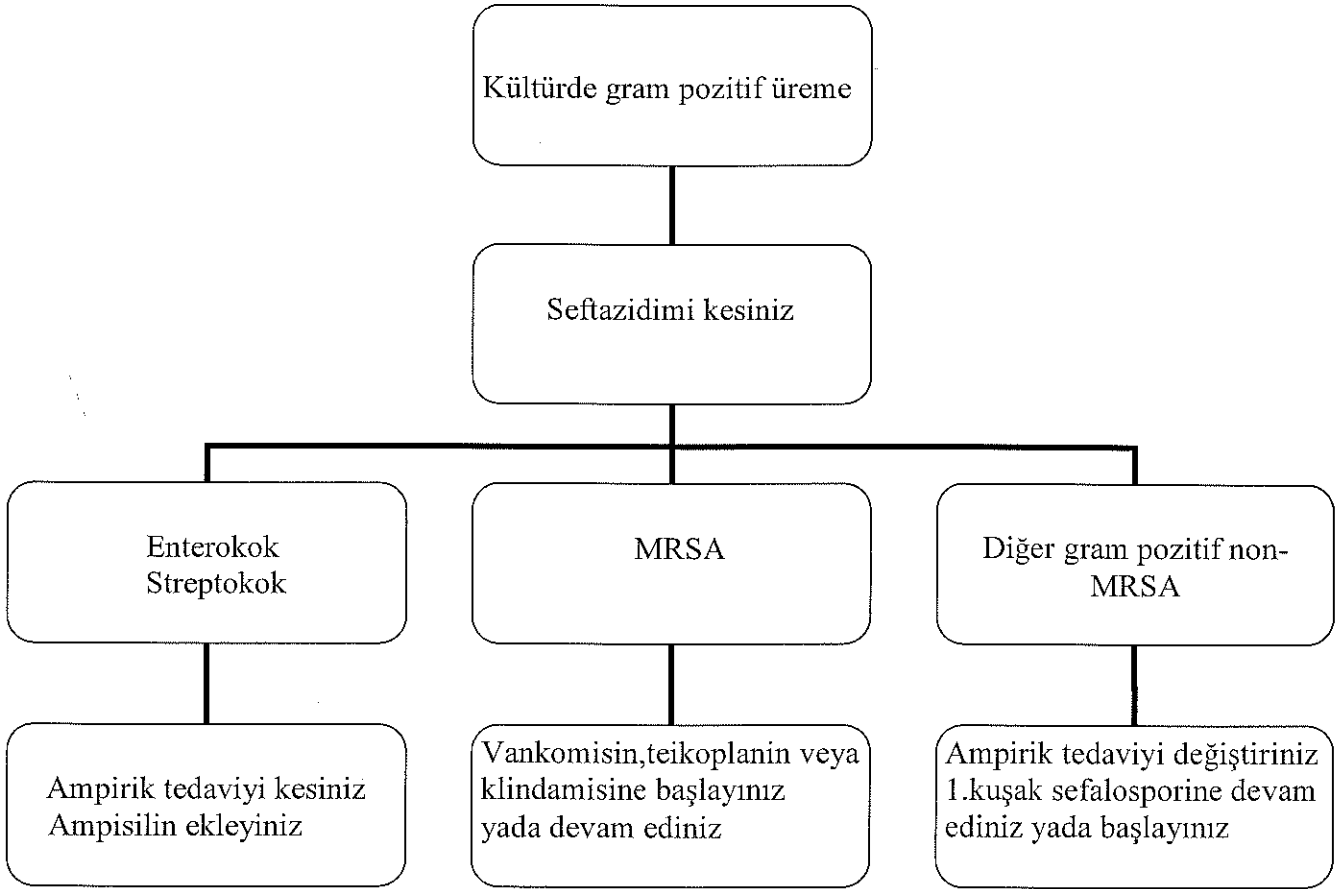 Kültürde gram pozitif üreme
Seftazidimi kesiniz
Enterokok
Streptokok
MRSA
Diğer gram pozitif non-
MRSA
Ampirik tedaviyi kesiniz
Ampisilin ekleyiniz
Vankomisin,teikoplanin veya
klindamisine başlayınız
yada devam ediniz
Ampirik tedaviyi değiştiriniz
1.kuşak sefalosporine devam
ediniz yada başlayınız